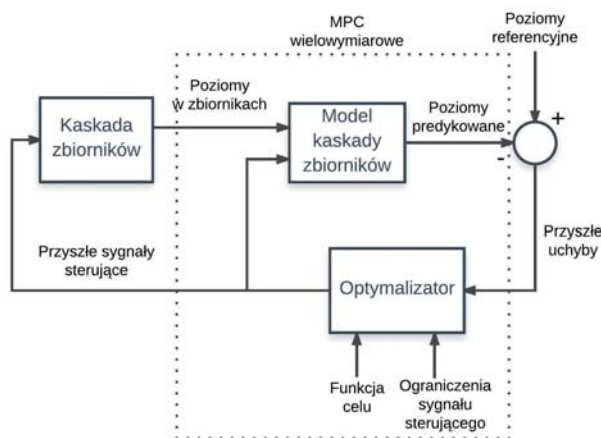 MPC
wielowymiarowe
Poziomy
referencyjne
Poziomy
w zbiornikach
Kaskada
zbiorników
Model
kaskady
zbiorników
Poziomy
predykowane
+
-
Przyszłe sygnały
sterujące
Optymalizator
Przyszłe
uchyby
Funkcja
celu
Ograniczenia
sygnału
sterującego